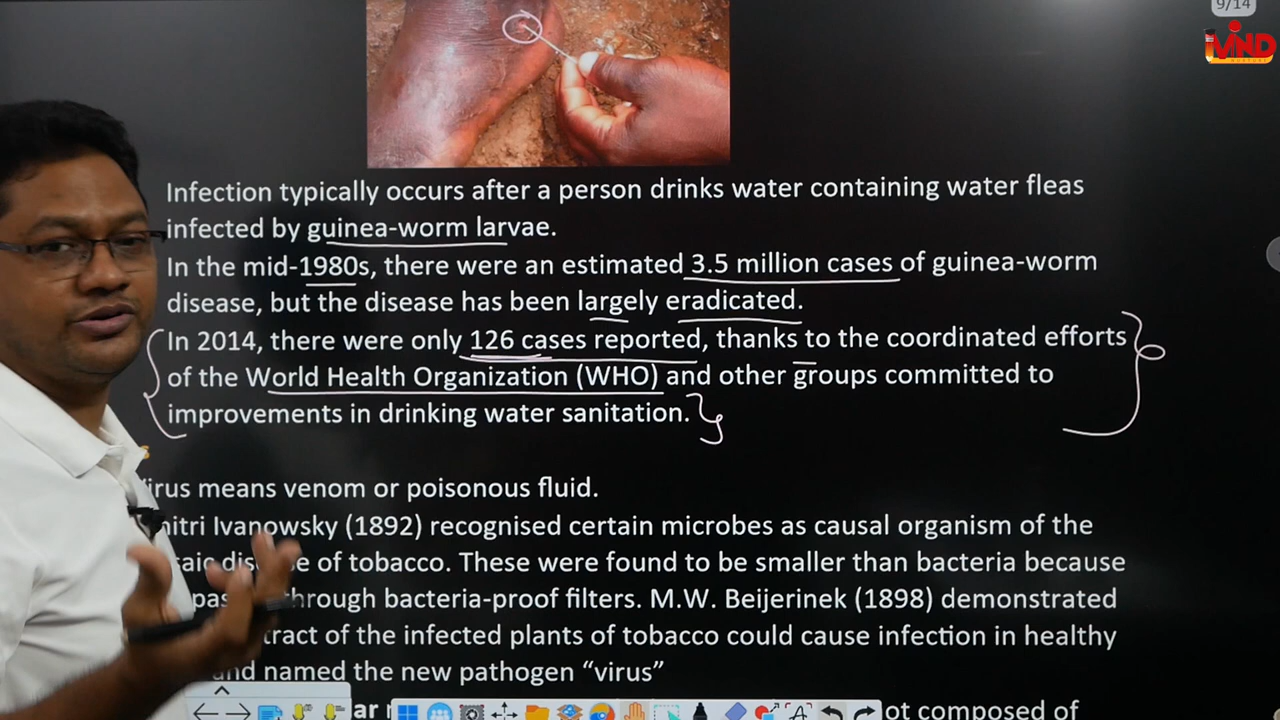 9/14
ViND
Infection typically occurs after a person drinks water containing water fleas
infected by guinea-worm larvae.
In the mid-1980s, there were an estimated 3.5 million cases of guinea-worm
disease, but the disease has been largely eradicated.
In 2014, there were only 126 cases reported, thanks to the coordinated efforts
of the World Health Organization (WHO) and other groups committed to
improvements in drinking water sanitation.
irus means venom or poisonous fluid.
itri Ivanowsky (1892) recognised certain microbes as causal organism of the
of tobacco. These were found to be smaller than bacteria because
through bacteria-proof filters. M.W. Beijerinek (1898) demonstrated
tract of the infected plants of tobacco could cause infection in healthy
and named the new pathogen “virus”
ot composed of